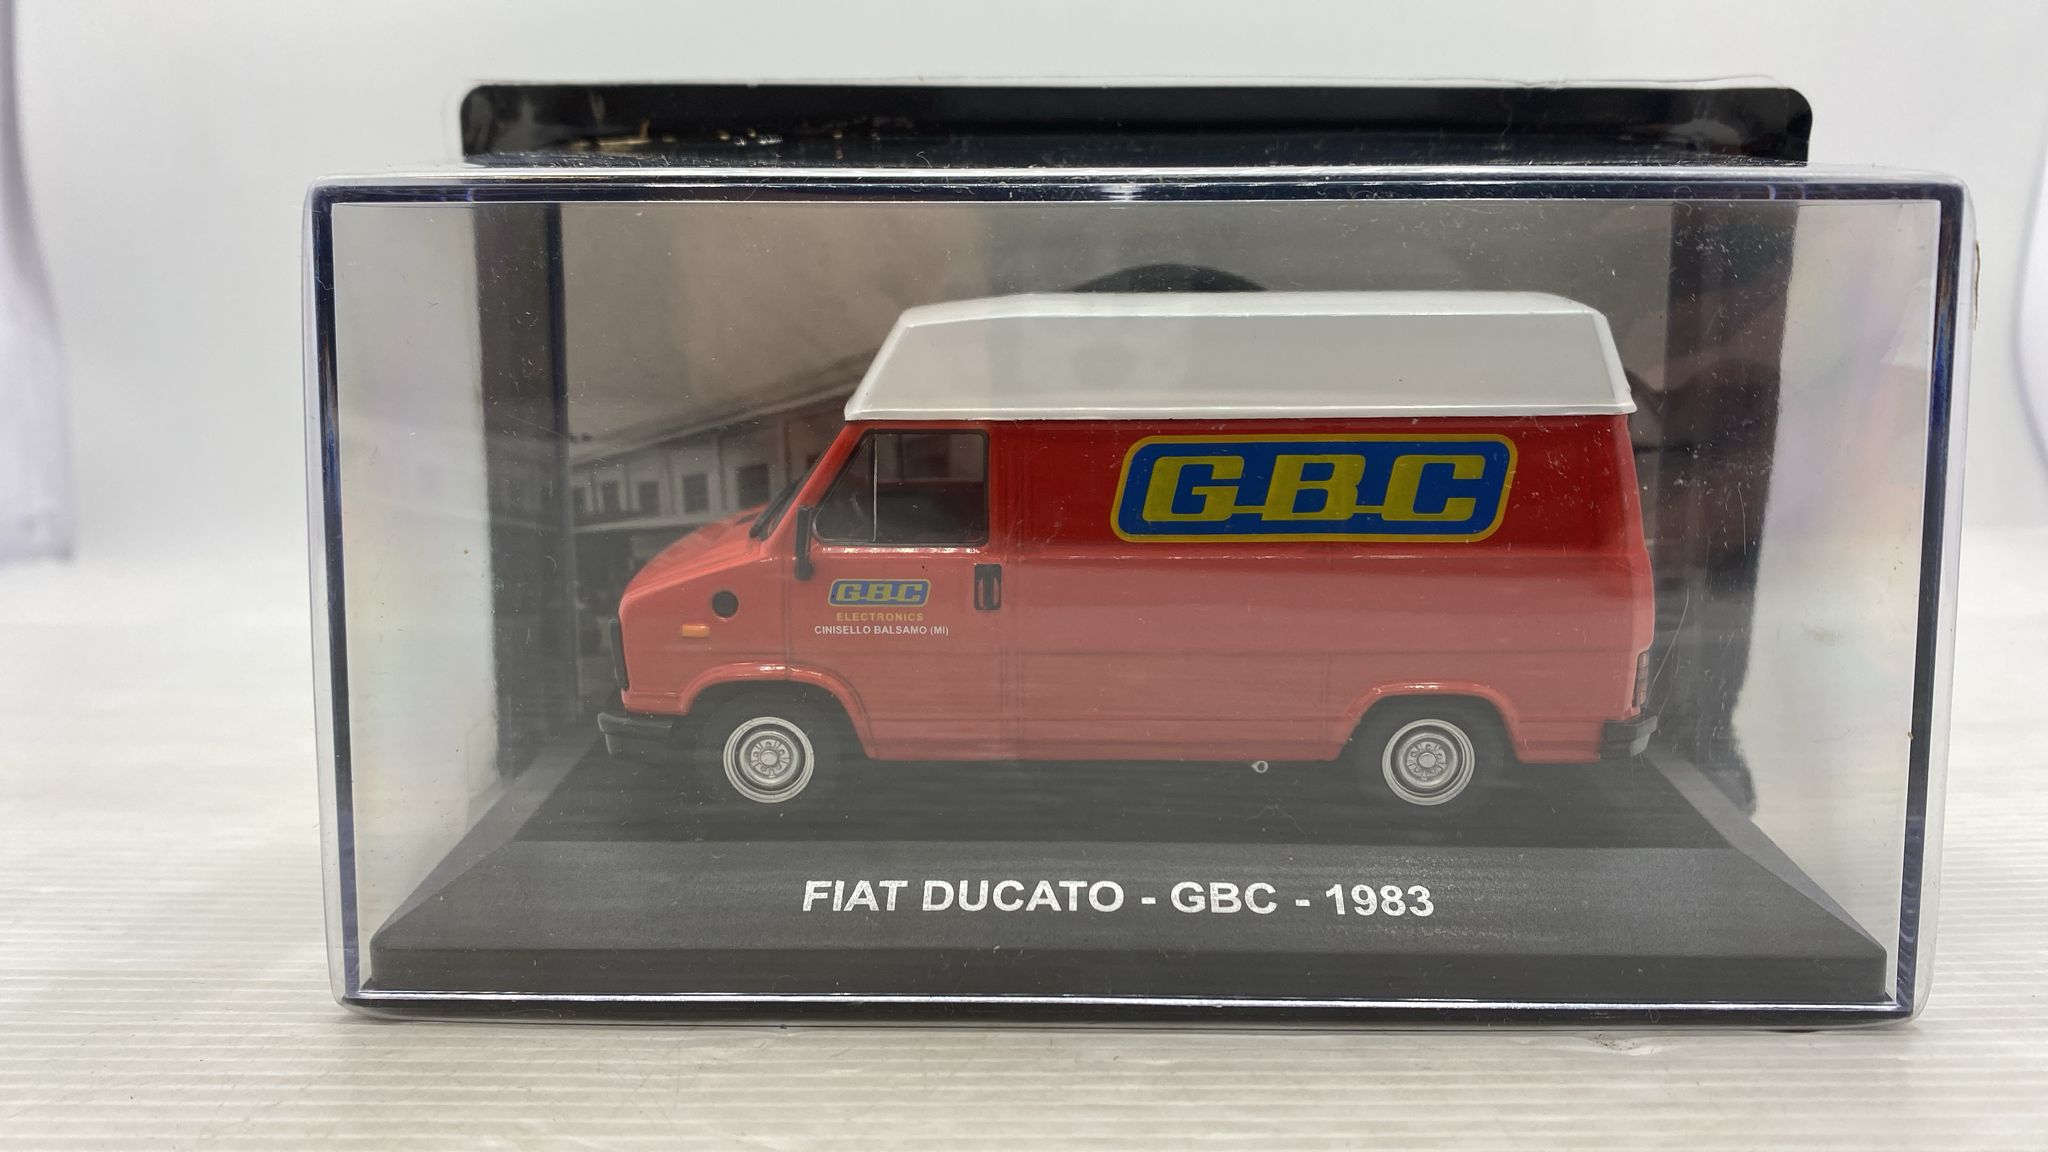 GBC
GBC
ELECTRONICS
CINISELLO BALSAMO (MI)
FIAT DUCATO - GBC - 1983